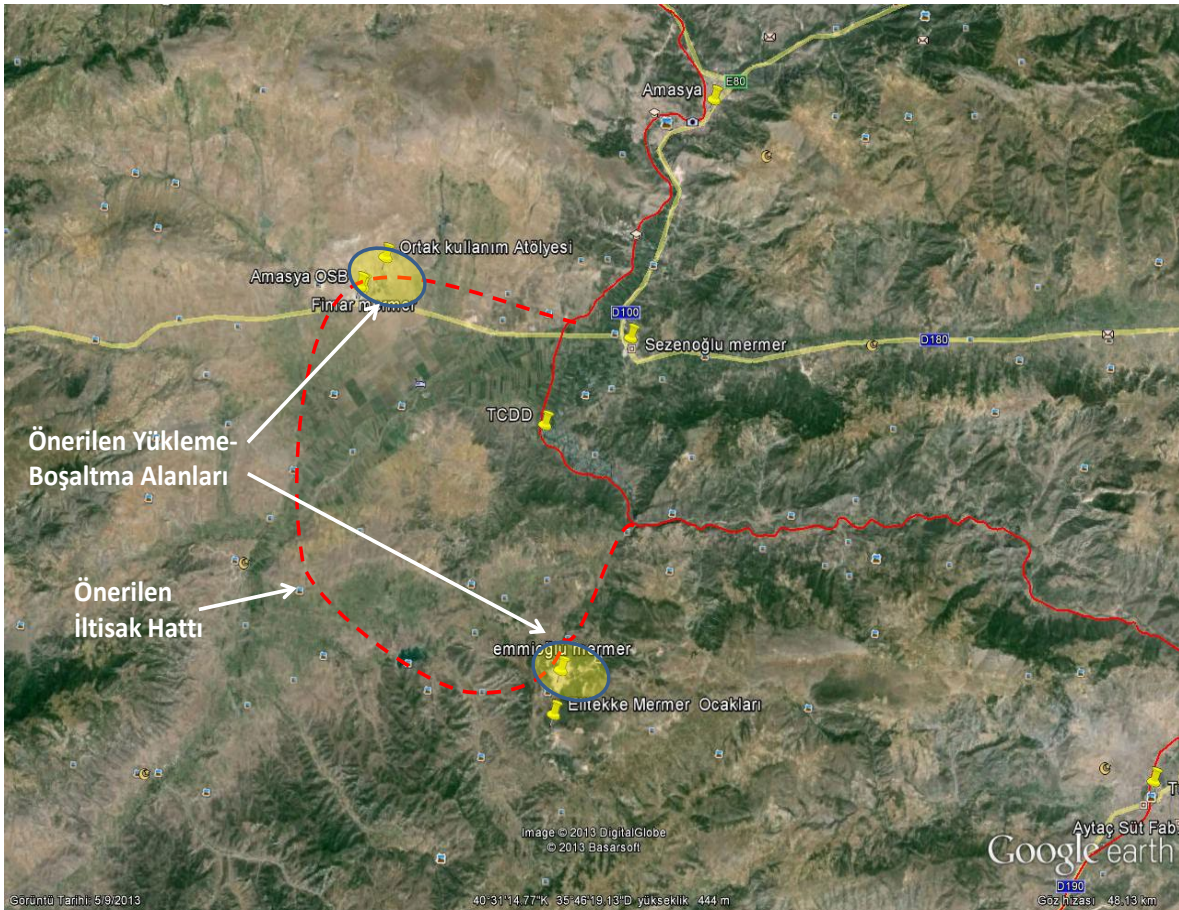 E80
Amasya
Ortak kullanım Atölyesi
Amasya OSB
Fimar mermer
D100
Sezenoğlu mermer
D180
TCDD
Önerilen Yükleme-
Boşaltma Alanları
Önerilen
İltisak Hattı
emmioğlu mermer
Elitekke Mermer Ocakları
Aytaç Süt Fab.
Image © 2013 DigitalGlobe
© 2013 Basarsoft
Google earth
D190
Görüntü Tarihi: 5/9/2013
40°31'14.77"K 35°46'19.13"D yükseklik 444 m
Göz hizası 48.13 km